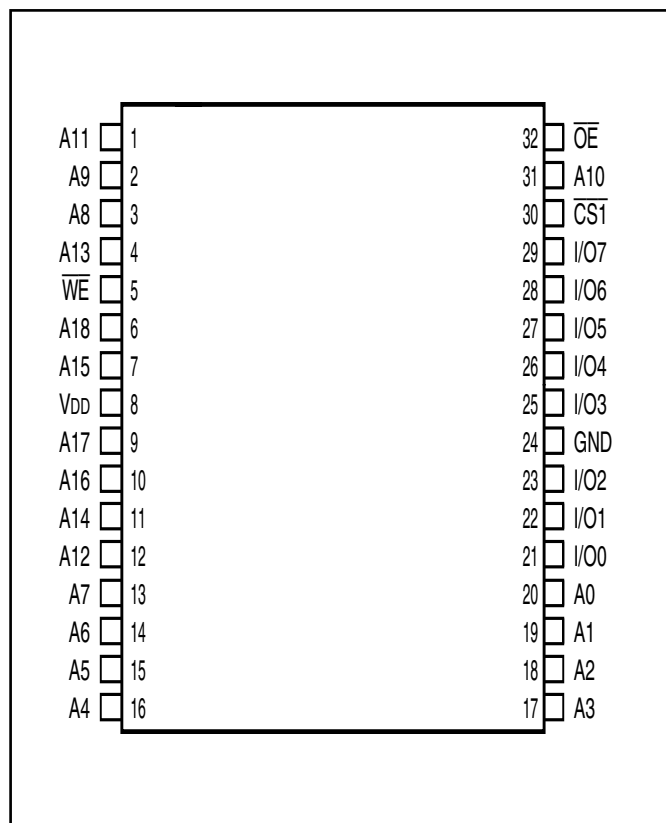 A11 1 32 O̅E̅
A9 2 31 A10
A8 3 30 C̅S̅1̅
A13 4 29 I/O7
W̅E̅ 5 28 I/O6
A18 6 27 I/O5
A15 7 26 I/O4
VDD 8 25 I/O3
A17 9 24 GND
A16 10 23 I/O2
A14 11 22 I/O1
A12 12 21 I/O0
A7 13 20 A0
A6 14 19 A1
A5 15 18 A2
A4 16 17 A3